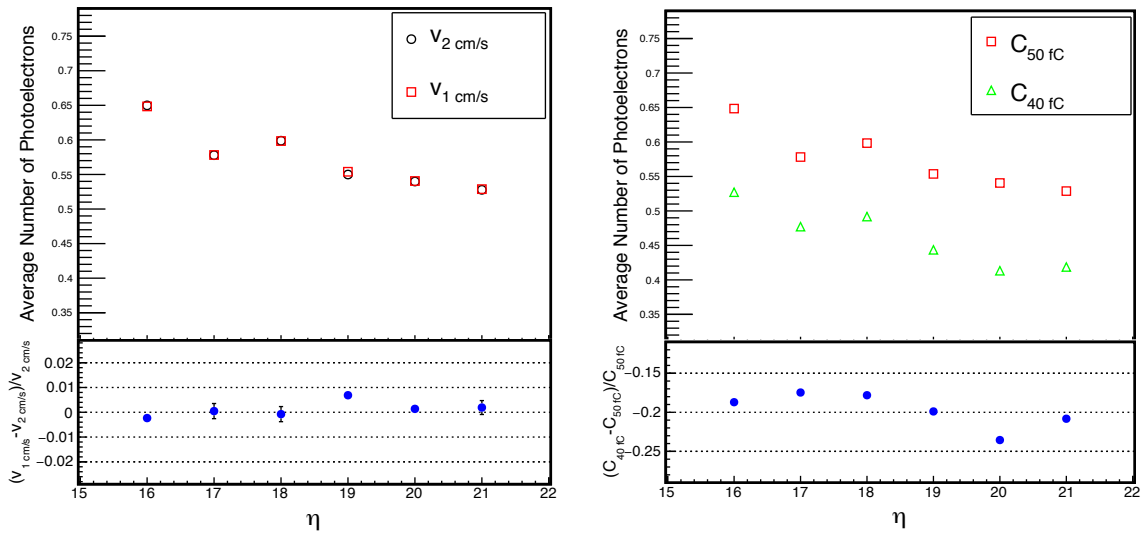 Average Number of Photoelectrons
0.75
0.7
0.65
0.6
0.55
0.5
0.45
0.4
0.35
v2 cm/s
v1 cm/s
(v1 cm/s-v2 cm/s)/v2 cm/s
0.02
0.01
0
−0.01
−0.02
15 16 17 18 19 20 21 22
η
Average Number of Photoelectrons
0.75
0.7
0.65
0.6
0.55
0.5
0.45
0.4
0.35
C50 fC
C40 fC
(C40 fC-C50 fC)/C50 fC
−0.15
−0.2
−0.25
15 16 17 18 19 20 21 22
η